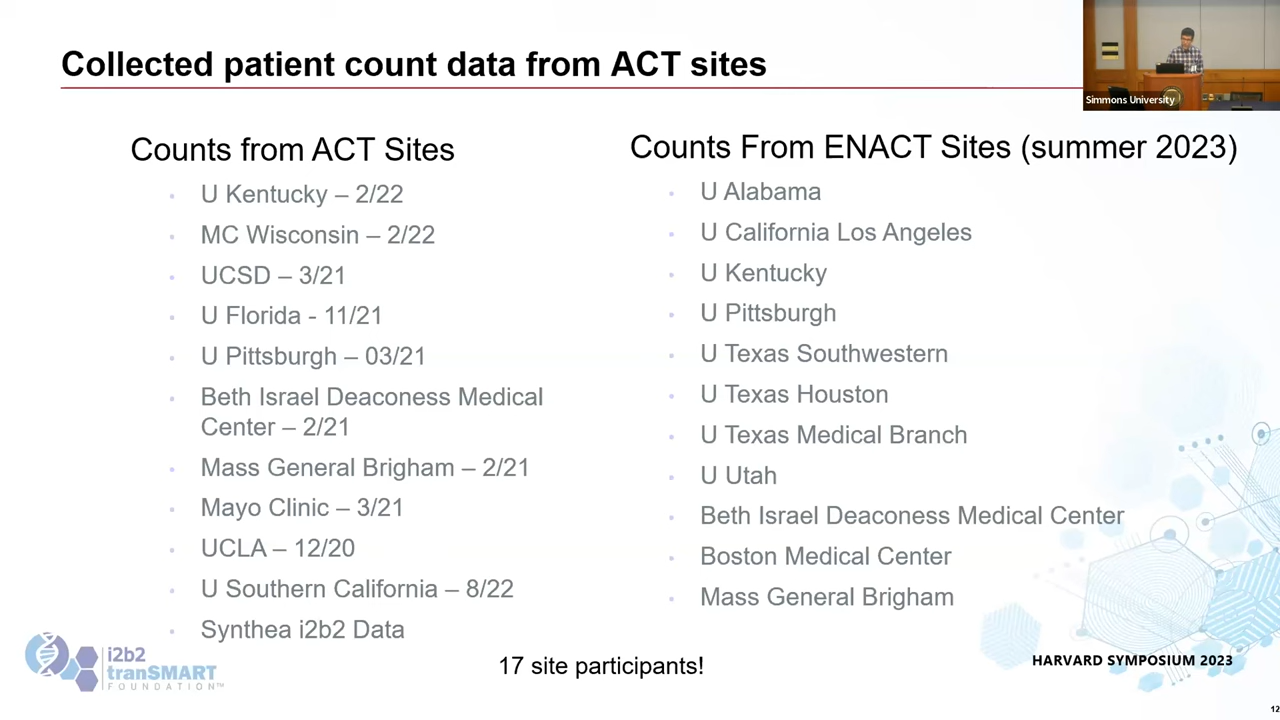 Collected patient count data from ACT sites
Simmons University
Counts from ACT Sites
U Kentucky – 2/22
MC Wisconsin – 2/22
UCSD – 3/21
U Florida - 11/21
U Pittsburgh – 03/21
Beth Israel Deaconess Medical
Center – 2/21
Mass General Brigham – 2/21
Mayo Clinic – 3/21
UCLA – 12/20
U Southern California – 8/22
Synthea i2b2 Data
Counts From ENACT Sites (summer 2023)
U Alabama
U California Los Angeles
U Kentucky
U Pittsburgh
U Texas Southwestern
U Texas Houston
U Texas Medical Branch
U Utah
Beth Israel Deaconess Medical Center
Boston Medical Center
Mass General Brigham
17 site participants!
i2b2
tranSMART
FOUNDATION™
HARVARD SYMPOSIUM 2023
12